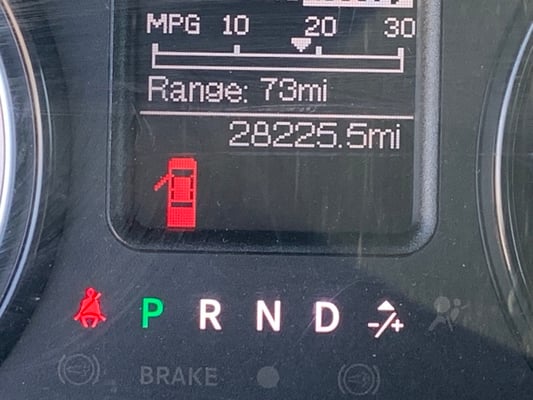 MPG 10 20 30
Range: 73mi
28225.5mi
P R N D -/+
BRAKE